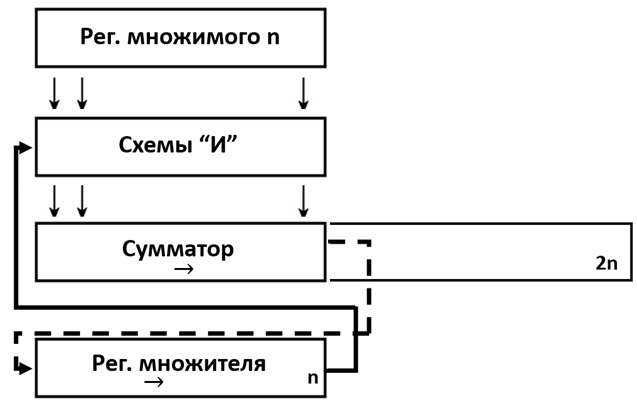 Рег. множимого n
Схемы “И”
Сумматор
→
2n
Рег. множителя
→
n